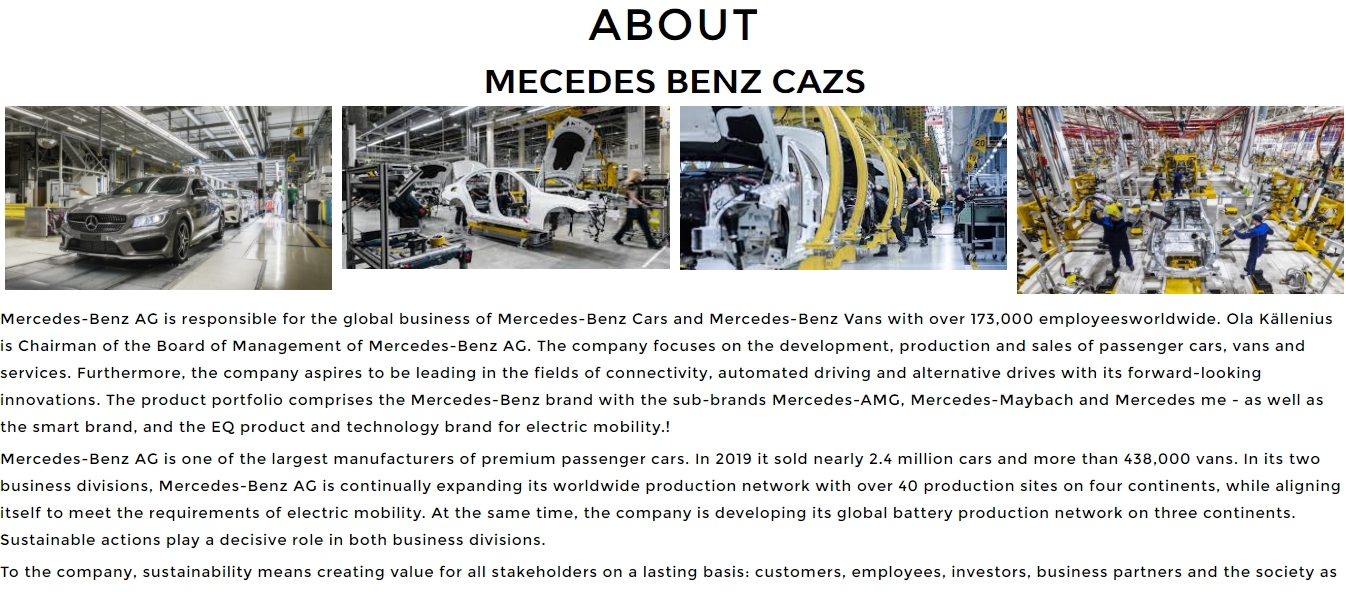 ABOUT
MECEDES BENZ CAZS
Mercedes-Benz AG is responsible for the global business of Mercedes-Benz Cars and Mercedes-Benz Vans with over 173,000 employeesworldwide. Ola Källenius
is Chairman of the Board of Management of Mercedes-Benz AG. The company focuses on the development, production and sales of passenger cars, vans and
services. Furthermore, the company aspires to be leading in the fields of connectivity, automated driving and alternative drives with its forward-looking
innovations. The product portfolio comprises the Mercedes-Benz brand with the sub-brands Mercedes-AMG, Mercedes-Maybach and Mercedes me - as well as
the smart brand, and the EQ product and technology brand for electric mobility.!
Mercedes-Benz AG is one of the largest manufacturers of premium passenger cars. In 2019 it sold nearly 2.4 million cars and more than 438,000 vans. In its two
business divisions, Mercedes-Benz AG is continually expanding its worldwide production network with over 40 production sites on four continents, while aligning
itself to meet the requirements of electric mobility. At the same time, the company is developing its global battery production network on three continents.
Sustainable actions play a decisive role in both business divisions.
To the company, sustainability means creating value for all stakeholders on a lasting basis: customers, employees, investors, business partners and the society as